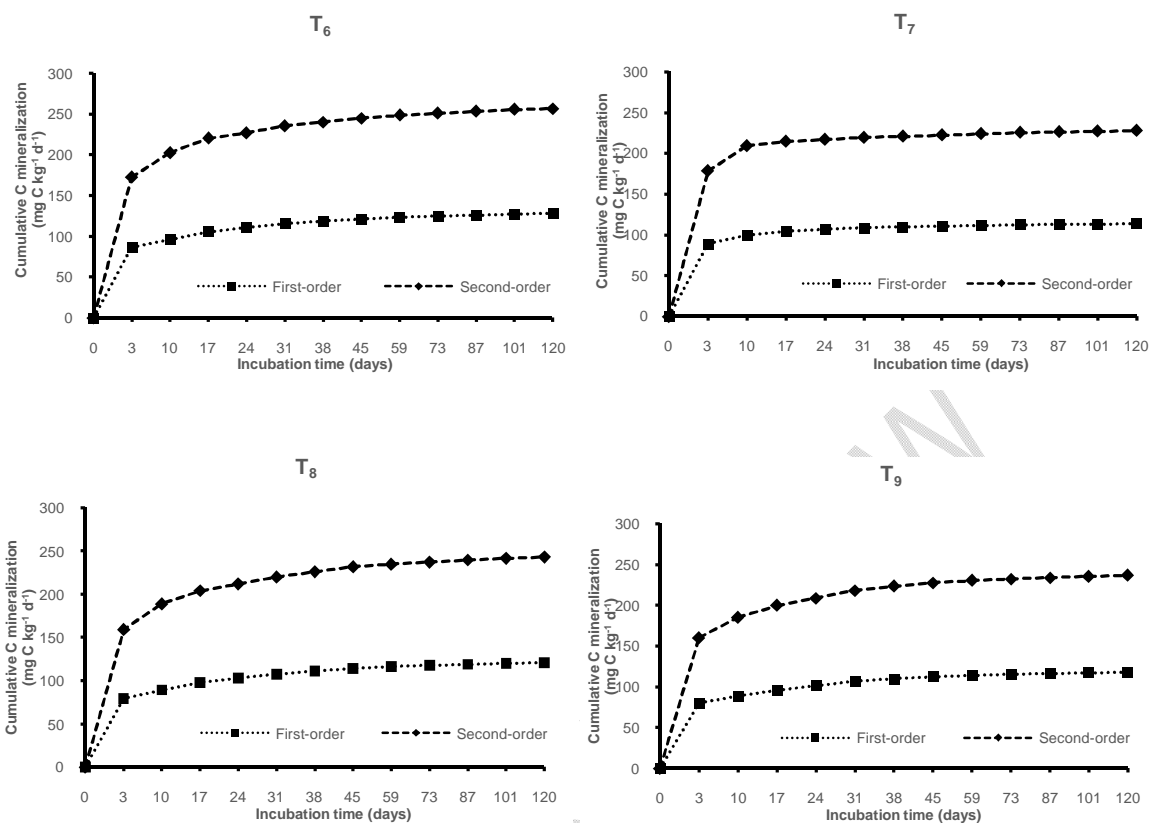 T6
Cumulative C mineralization
(mg C kg-1 d-1)
300
250
200
150
100
50
0
First-order
Second-order
0 3 10 17 24 31 38 45 59 73 87 101 120
Incubation time (days)
T7
Cumulative C mineralization
(mg C kg-1 d-1)
300
250
200
150
100
50
0
First-order
Second-order
0 3 10 17 24 31 38 45 59 73 87 101 120
Incubation time (days)
T8
Cumulative C mineralization
(mg C kg-1 d-1)
300
250
200
150
100
50
0
First-order
Second-order
0 3 10 17 24 31 38 45 59 73 87 101 120
Incubation time (days)
T9
Cumulative C mineralization
(mg C kg-1 d-1)
300
250
200
150
100
50
0
First-order
Second-order
0 3 10 17 24 31 38 45 59 73 87 101 120
Incubation time (days)